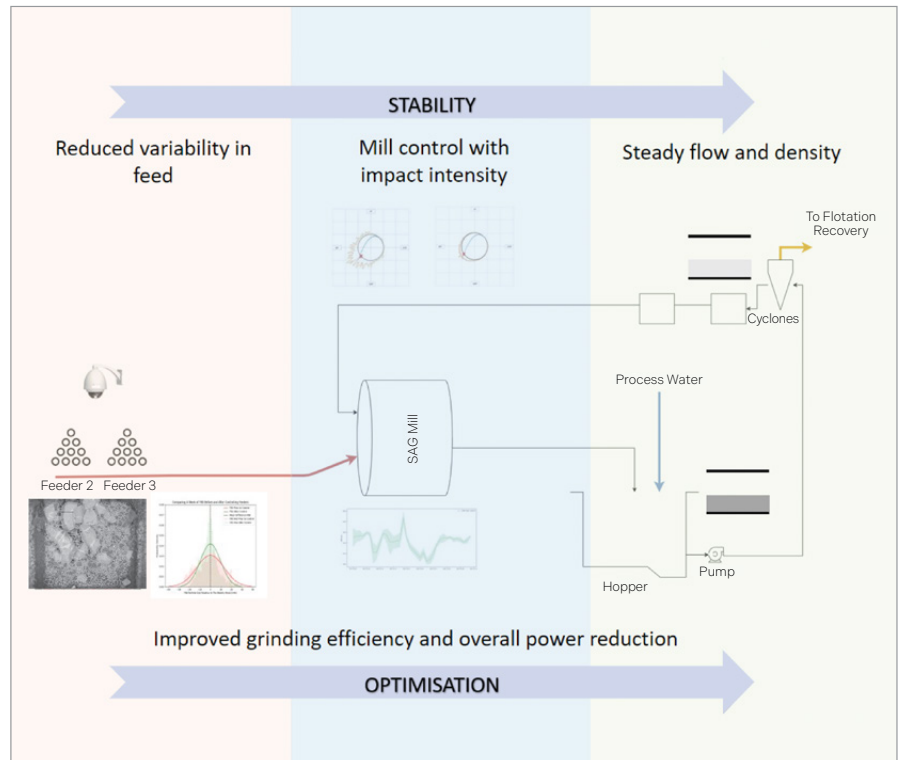 STABILITY
Reduced variability in
feed
Mill control with
impact intensity
Steady flow and density
To Flotation
Recovery
Cyclones
Process Water
SAG Mill
Feeder 2
Feeder 3
Pump
Hopper
Improved grinding efficiency and overall power reduction
OPTIMISATION